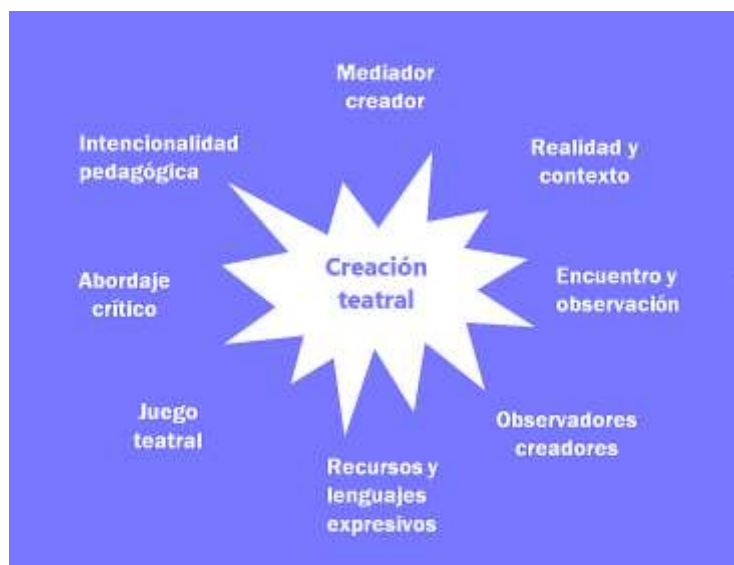 Mediador
creador
Intencionalidad
pedagógica
Realidad y
contexto
Creación
teatral
Abordaje
crítico
Encuentro y
observación
Juego
teatral
Observadores
creadores
Recursos y
lenguajes
expresivos